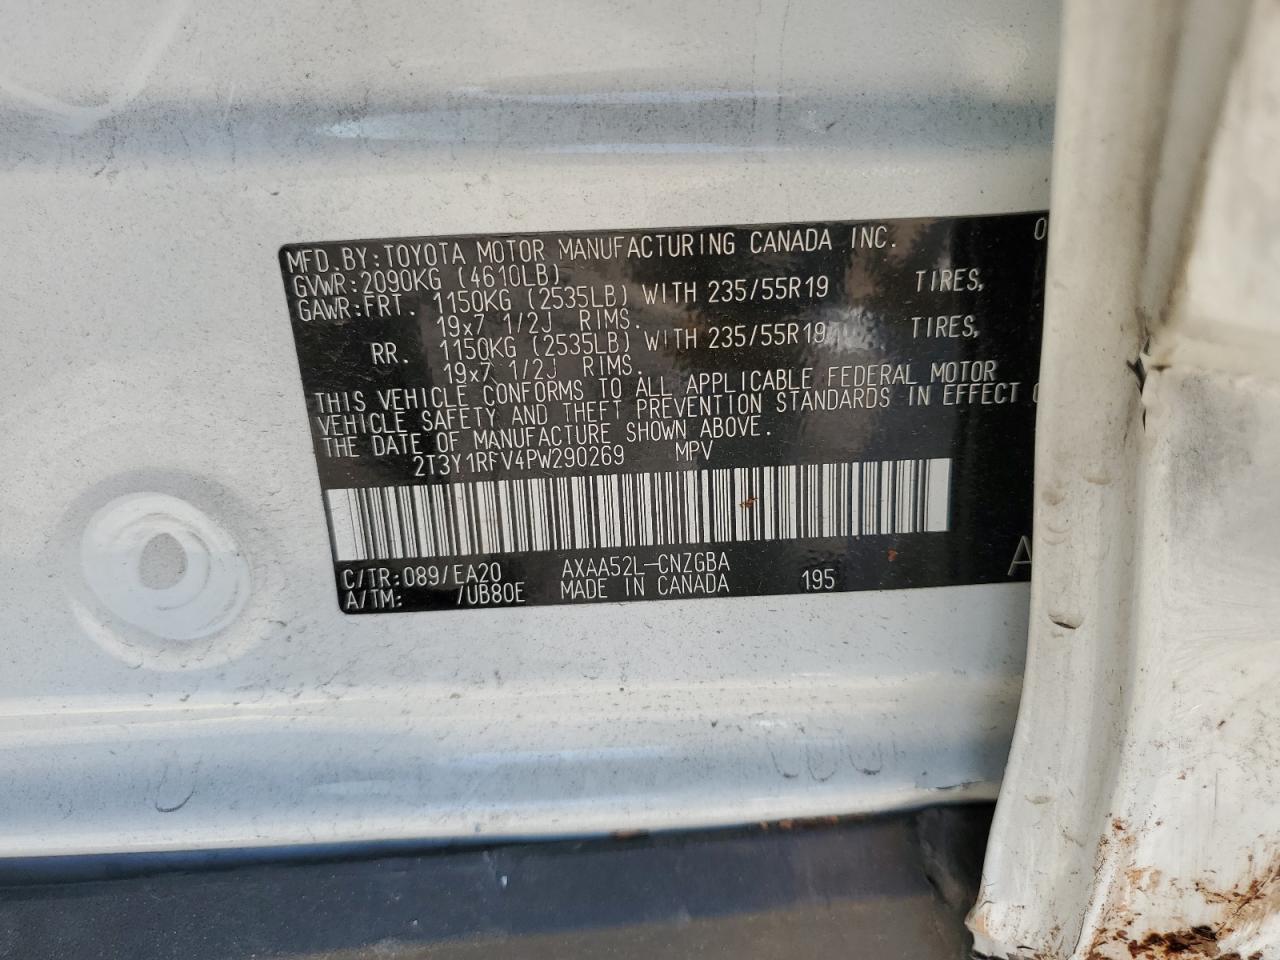 MFD.BY:TOYOTA MOTOR MANUFACTURING CANADA INC. 0
GVWR:2090KG (4610LB)
GAWR:FRT. 1150KG (2535LB) WITH 235/55R19 TIRES,
19x7 1/2J RIMS.
RR. 1150KG (2535LB) WITH 235/55R19 TIRES,
19x7 1/2J RIMS.
THIS VEHICLE CONFORMS TO ALL APPLICABLE FEDERAL MOTOR
VEHICLE SAFETY AND THEFT PREVENTION STANDARDS IN EFFECT
THE DATE OF MANUFACTURE SHOWN ABOVE.
2T3Y1RFV4PW290269 MPV
C/TR:089/EA20 AXAA52L-CNZGBA
A/TM: /UB80E MADE IN CANADA 195 A